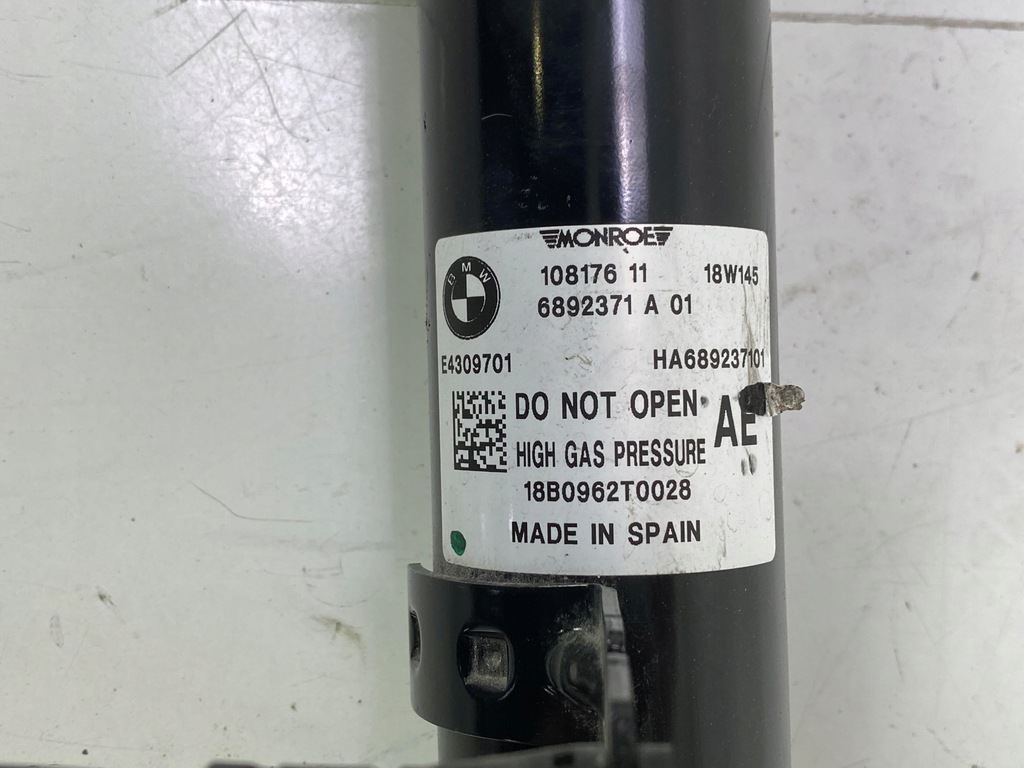 MONROE
BMW
108176 11 18W145
6892371 A 01
E4309701 HA689237101
DO NOT OPEN
AE
HIGH GAS PRESSURE
18B0962T0028
MADE IN SPAIN